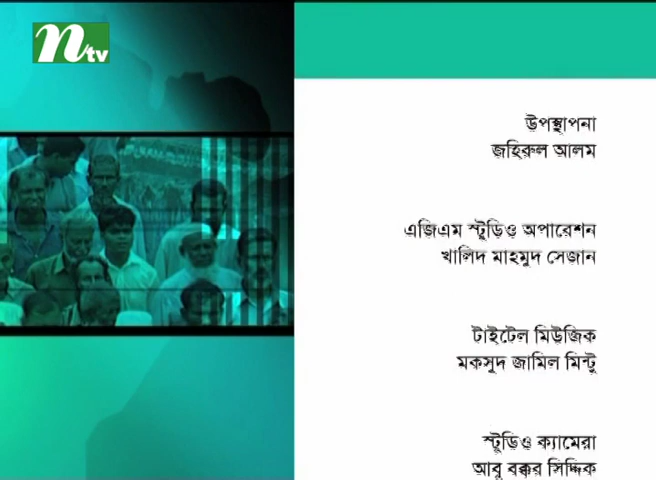 ntv
উপস্থাপনা
জহিরুল আলম
এজিএম স্টুডিও অপারেশন
খালিদ মাহমুদ সেজান
টাইটেল মিউজিক
মকসুদ জামিল মিন্টু
স্টুডিও ক্যামেরা
আবু বক্কর সিদ্দিক